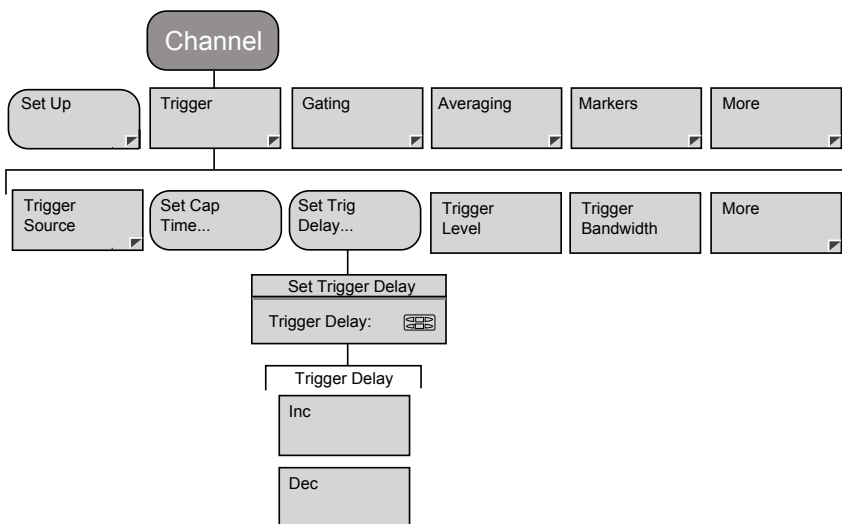 Channel
Set Up
Trigger
Gating
Averaging
Markers
More
Trigger
Source
Set Cap
Time...
Set Trig
Delay...
Trigger
Level
Trigger
Bandwidth
More
Set Trigger Delay
Trigger Delay:
Trigger Delay
Inc
Dec